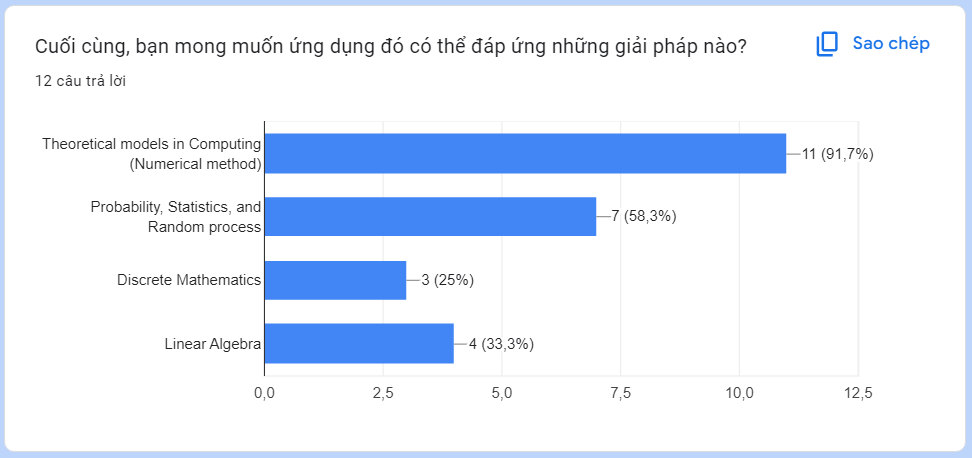 Cuối cùng, bạn mong muốn ứng dụng đó có thể đáp ứng những giải pháp nào?
Sao chép
12 câu trả lời
Theoretical models in Computing
(Numerical method)
11 (91,7%)
Probability, Statistics, and
Random process
7 (58,3%)
Discrete Mathematics
3 (25%)
Linear Algebra
4 (33,3%)
0,0
2,5
5,0
7,5
10,0
12,5